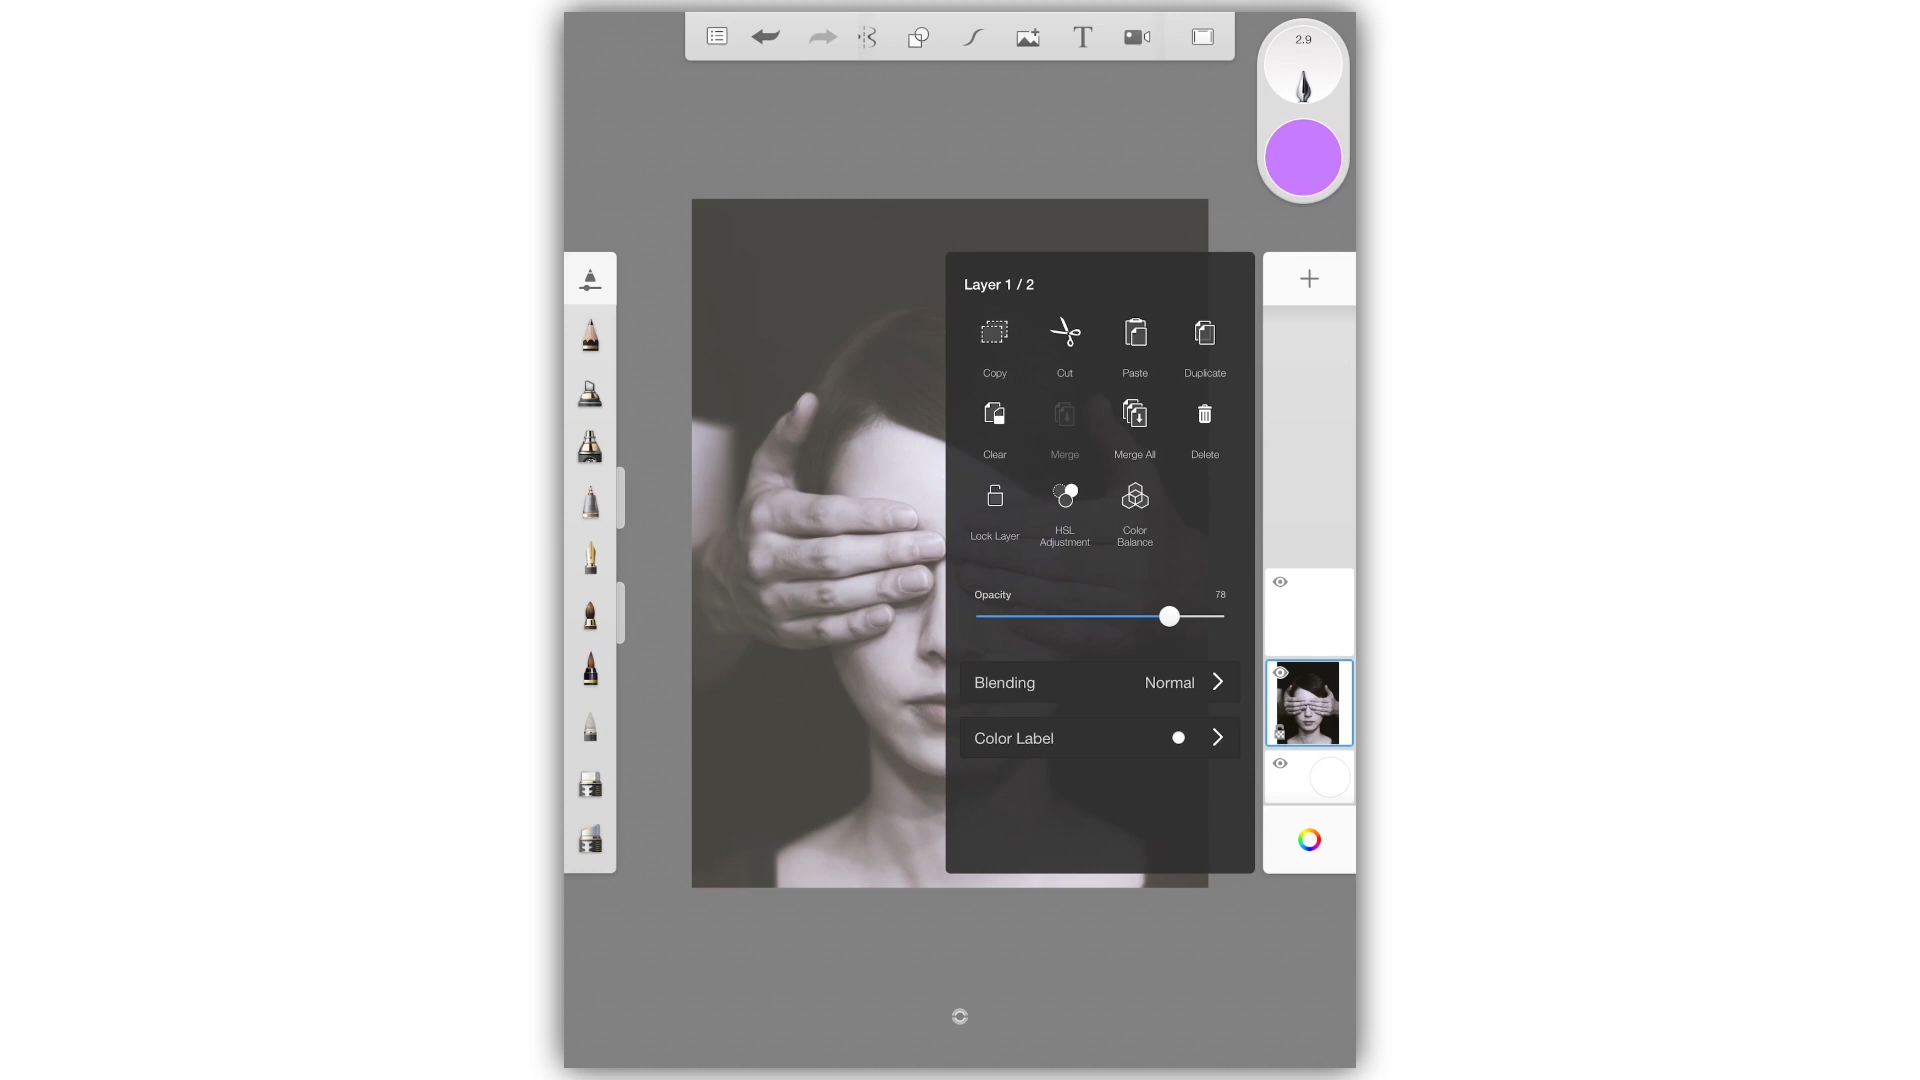 T
2.9
Layer 1 / 2
Copy
Cut
Paste
Duplicate
Clear
Merge
Merge All
Delete
Lock Layer
HSL
Adjustment
Color
Balance
Opacity
78
Blending
Normal
Color Label